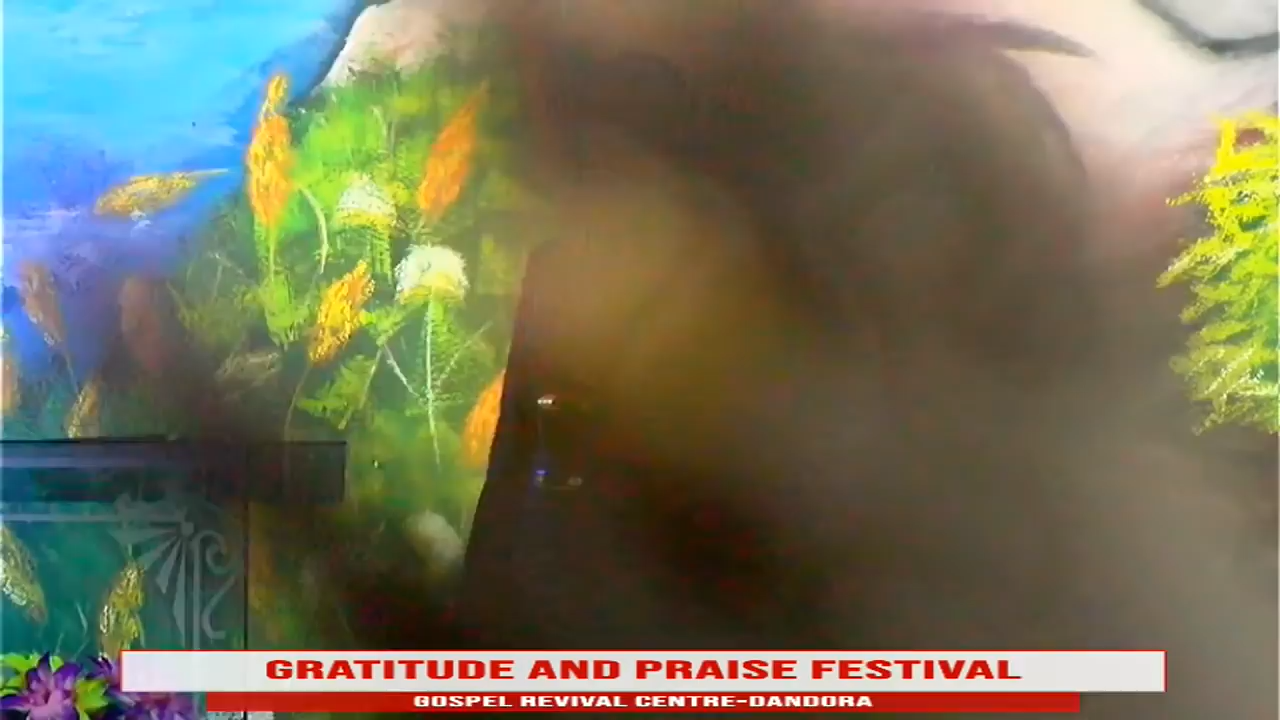 GRATITUDE AND PRAISE FESTIVAL
GOSPEL REVIVAL CENTRE-DANDORA